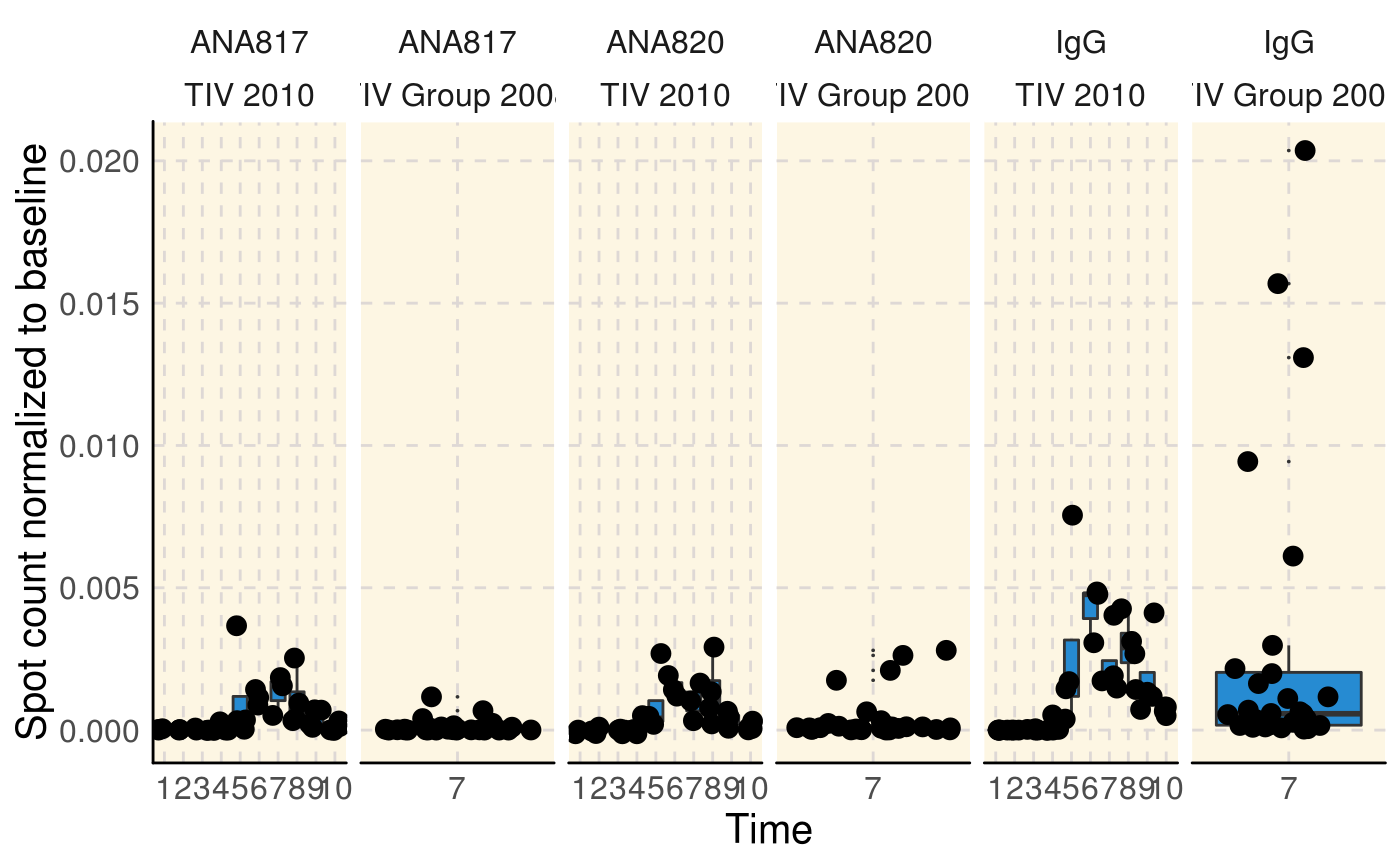 ANA817 ANA817 ANA820 ANA820 IgG IgG
TIV 2010 IV Group 200 TIV 2010 IV Group 200 TIV 2010 IV Group 200
Spot count normalized to baseline
0.020
0.015
0.010
0.005
0.000
12345678910 7 12345678910 7 12345678910 7
Time